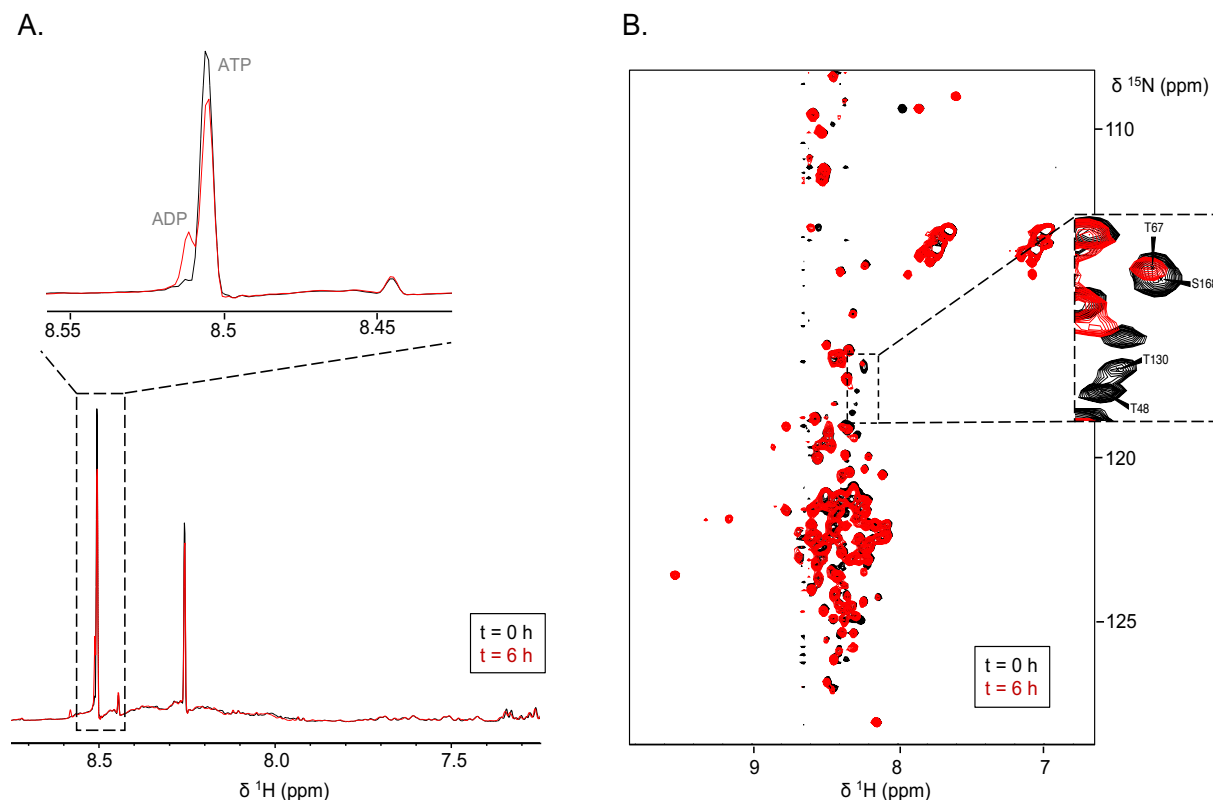 A.
ATP
ADP
8.55
8.5
8.45
t = 0 h
t = 6 h
8.5
8.0
7.5
δ ¹H (ppm)
B.
δ ¹⁵N (ppm)
110
T67
S168
T130
T48
120
125
t = 0 h
t = 6 h
9
8
7
δ ¹H (ppm)